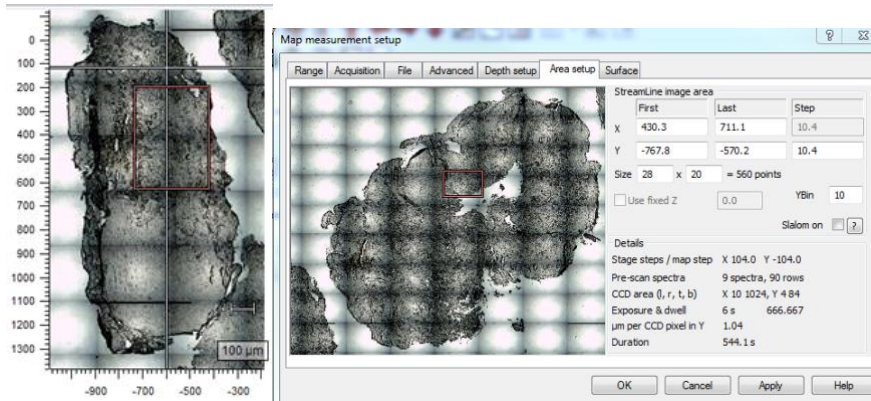 0
100
200
300
400
500
600
700
800
900
1000
1100
1200
1300
-900 -700 -500 -300
100 µm
Map measurement setup
Range Acquisition File Advanced Depth setup Area setup Surface
StreamLine image area
First Last Step
X 430.3 711.1 10.4
Y -767.8 -570.2 10.4
Size 28 x 20 = 560 points
Use fixed Z 0.0 YBin 10
Slalom on ?
Details
Stage steps / map step X 104.0 Y -104.0
Pre-scan spectra 9 spectra, 90 rows
CCD area (l, r, t, b) X 10 1024, Y 4 84
Exposure & dwell 6 s 666.667
µm per CCD pixel in Y 1.04
Duration 544.1 s
OK Cancel Apply Help